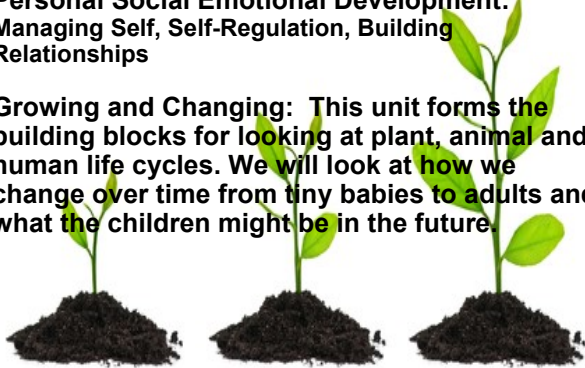 Personal Social Emotional Development:
Managing Self, Self-Regulation, Building
Relationships
Growing and Changing: This unit forms the
building blocks for looking at plant, animal and
human life cycles. We will look at how we
change over time from tiny babies to adults and
what the children might be in the future.